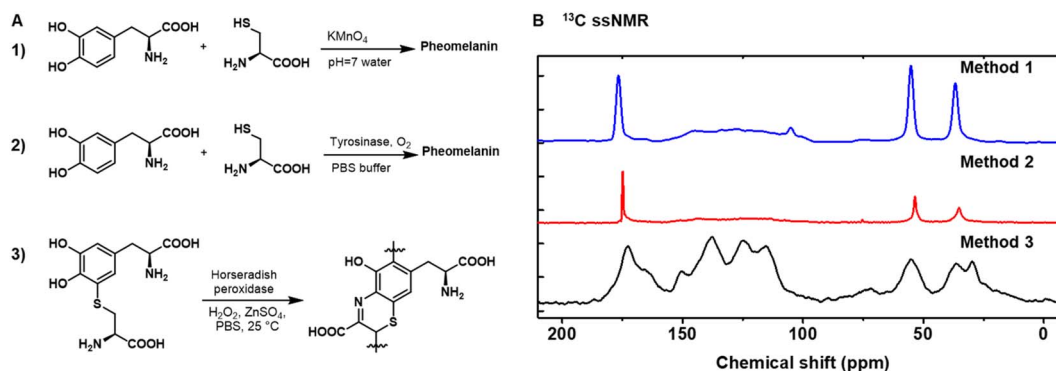 A
1)
HO
HO
COOH
NH₂
+
HS
H₂N
COOH
KMnO₄
pH=7 water
Pheomelanin
2)
HO
HO
COOH
NH₂
+
HS
H₂N
COOH
Tyrosinase, O₂
PBS buffer
Pheomelanin
3)
HO
HO
COOH
NH₂
S
H₂N
COOH
Horseradish
peroxidase
H₂O₂, ZnSO₄,
PBS, 25 °C
HO
COOH
NH₂
N
S
HOOC
B ¹³C ssNMR
Method 1
Method 2
Method 3
200 150 100 50 0
Chemical shift (ppm)